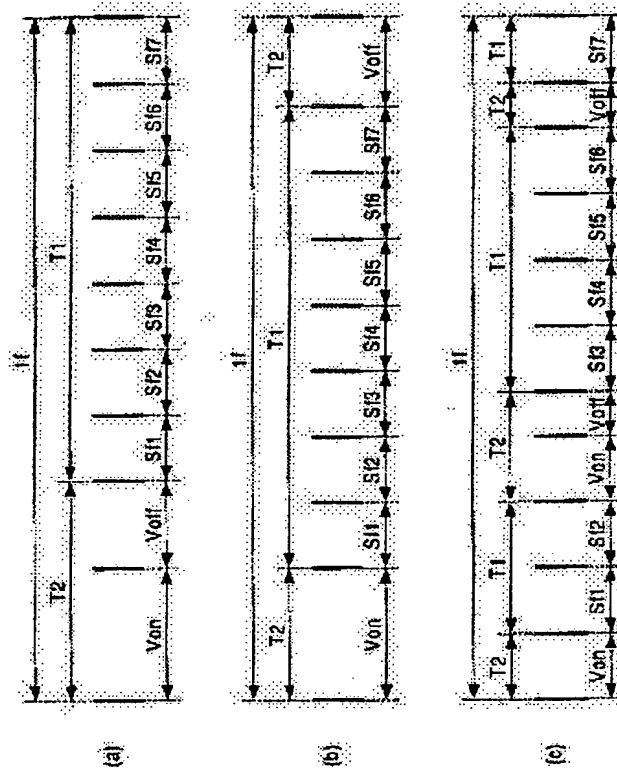 1f
T2 T1
(a)
Von Voff Sf1 Sf2 Sf3 Sf4 Sf5 Sf6 Sf7
1f
T2 T1 T2
(b)
Von Sf1 Sf2 Sf3 Sf4 Sf5 Sf6 Sf7 Voff
1f
T2 T1 T2 T1 T2 T1
(c)
Von Sf1 Sf2 Von Voff Sf3 Sf4 Sf5 Sf6 Voff Sf7